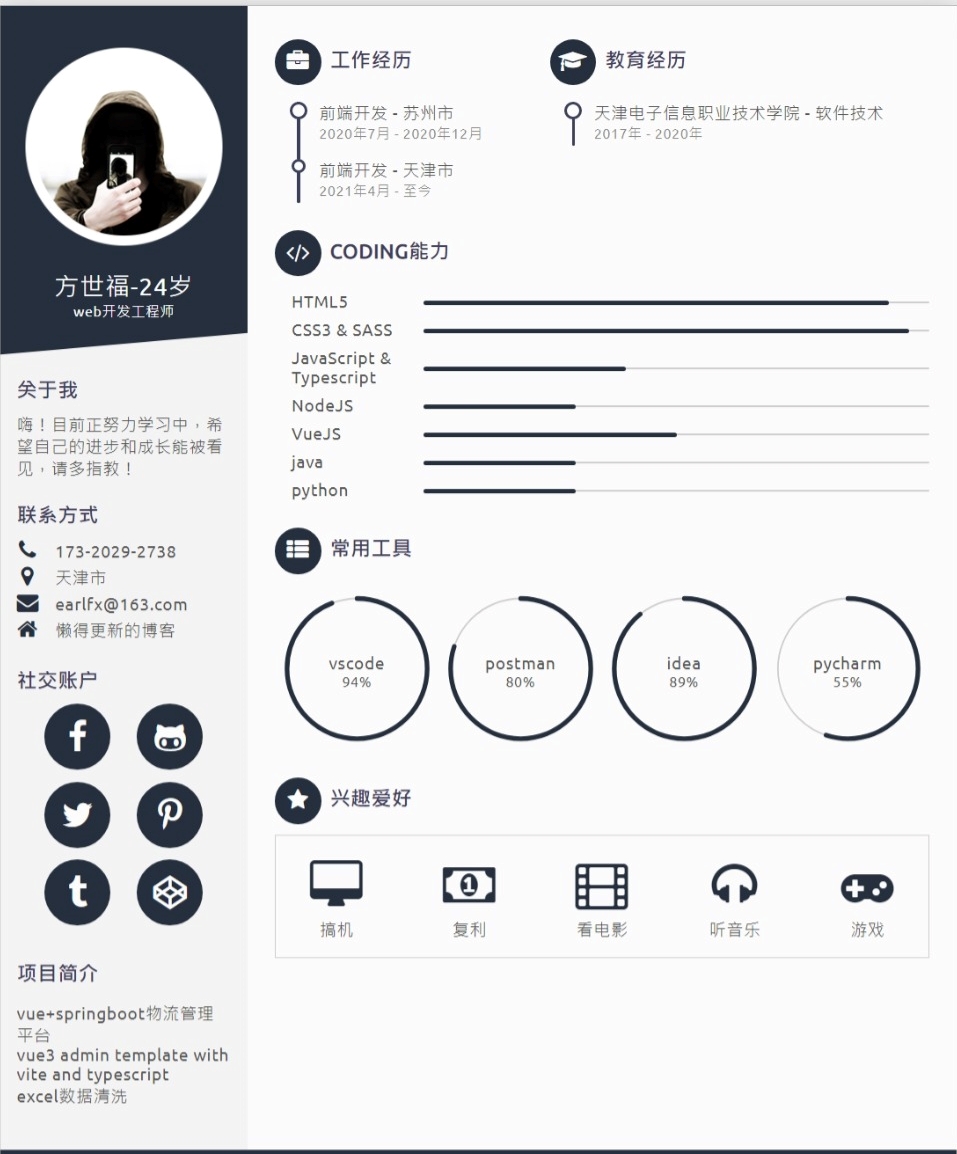 方世福-24岁
web开发工程师
关于我
嗨！目前正努力学习中，希
望自己的进步和成长能被看
见，请多指教！
联系方式
173-2029-2738
天津市
earlfx@163.com
懒得更新的博客
社交账户
项目简介
vue+springboot物流管理
平台
vue3 admin template with
vite and typescript
excel数据清洗
工作经历
前端开发 - 苏州市
2020年7月 - 2020年12月
前端开发 - 天津市
2021年4月 - 至今
教育经历
天津电子信息职业技术学院 - 软件技术
2017年 - 2020年
CODING能力
HTML5
CSS3 & SASS
JavaScript &
Typescript
NodeJS
VueJS
java
python
常用工具
vscode
94%
postman
80%
idea
89%
pycharm
55%
兴趣爱好
搞机
复利
看电影
听音乐
游戏